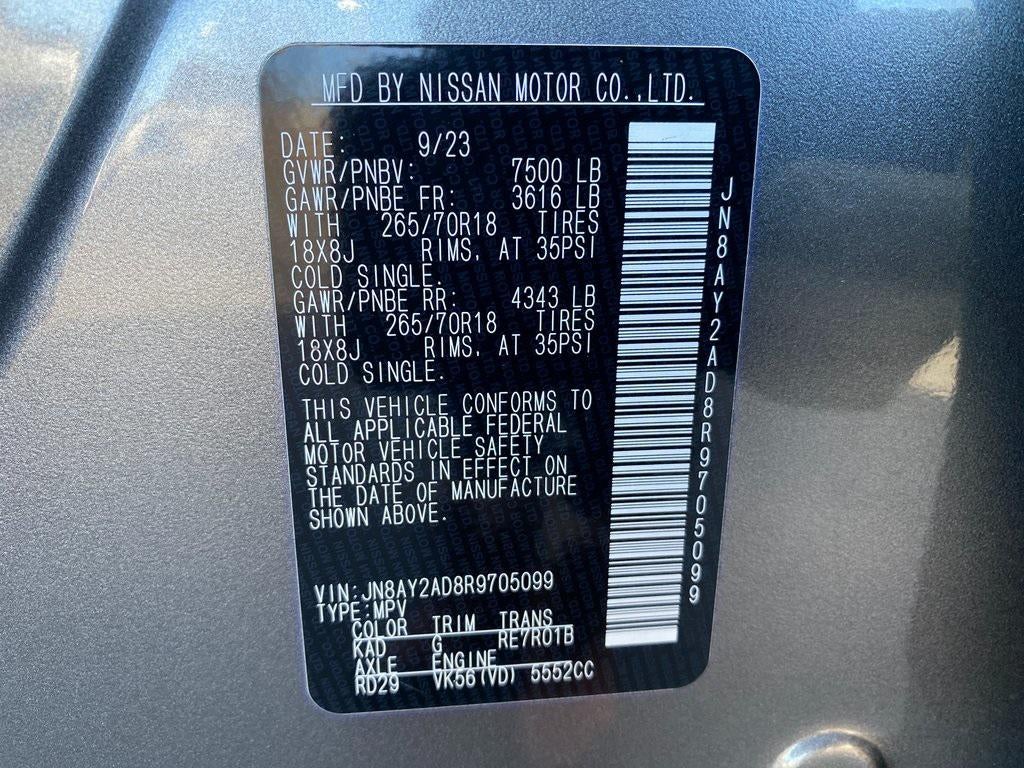 MFD BY NISSAN MOTOR CO.,LTD.
DATE: 9/23
GVWR/PNBV: 7500 LB
GAWR/PNBE FR: 3616 LB
WITH 265/70R18 TIRES
18X8J RIMS. AT 35PSI
COLD SINGLE.
GAWR/PNBE RR: 4343 LB
WITH 265/70R18 TIRES
18X8J RIMS. AT 35PSI
COLD SINGLE.
THIS VEHICLE CONFORMS TO
ALL APPLICABLE FEDERAL
MOTOR VEHICLE SAFETY
STANDARDS IN EFFECT ON
THE DATE OF MANUFACTURE
SHOWN ABOVE.
VIN:JN8AY2AD8R9705099
TYPE:MPV
COLOR TRIM TRANS
KAD G RE7R01B
AXLE ENGINE
RD29 VK56(VD) 5552CC
JN8AY2AD8R9705099